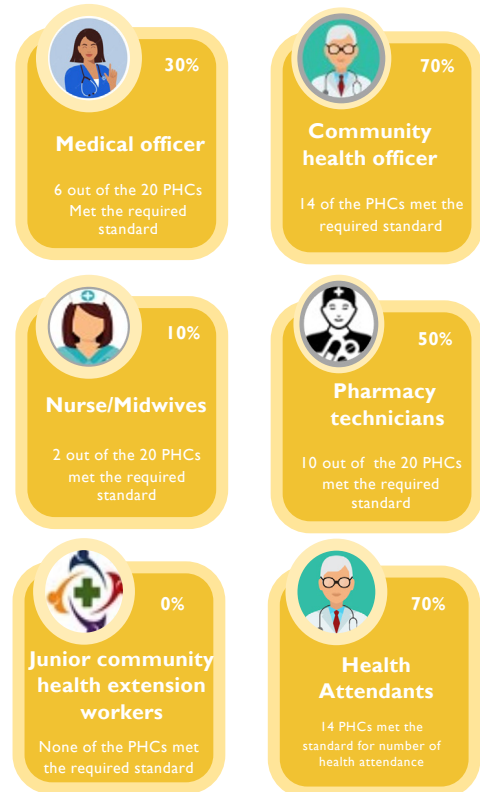 30%
Medical officer
6 out of the 20 PHCs
Met the required
standard
70%
Community
health officer
14 of the PHCs met the
required standard
10%
Nurse/Midwives
2 out of the 20 PHCs
met the required
standard
50%
Pharmacy
technicians
10 out of the 20 PHCs
met the required
standard
0%
Junior community
health extension
workers
None of the PHCs met
the required standard
70%
Health
Attendants
14 PHCs met the
standard for number of
health attendance